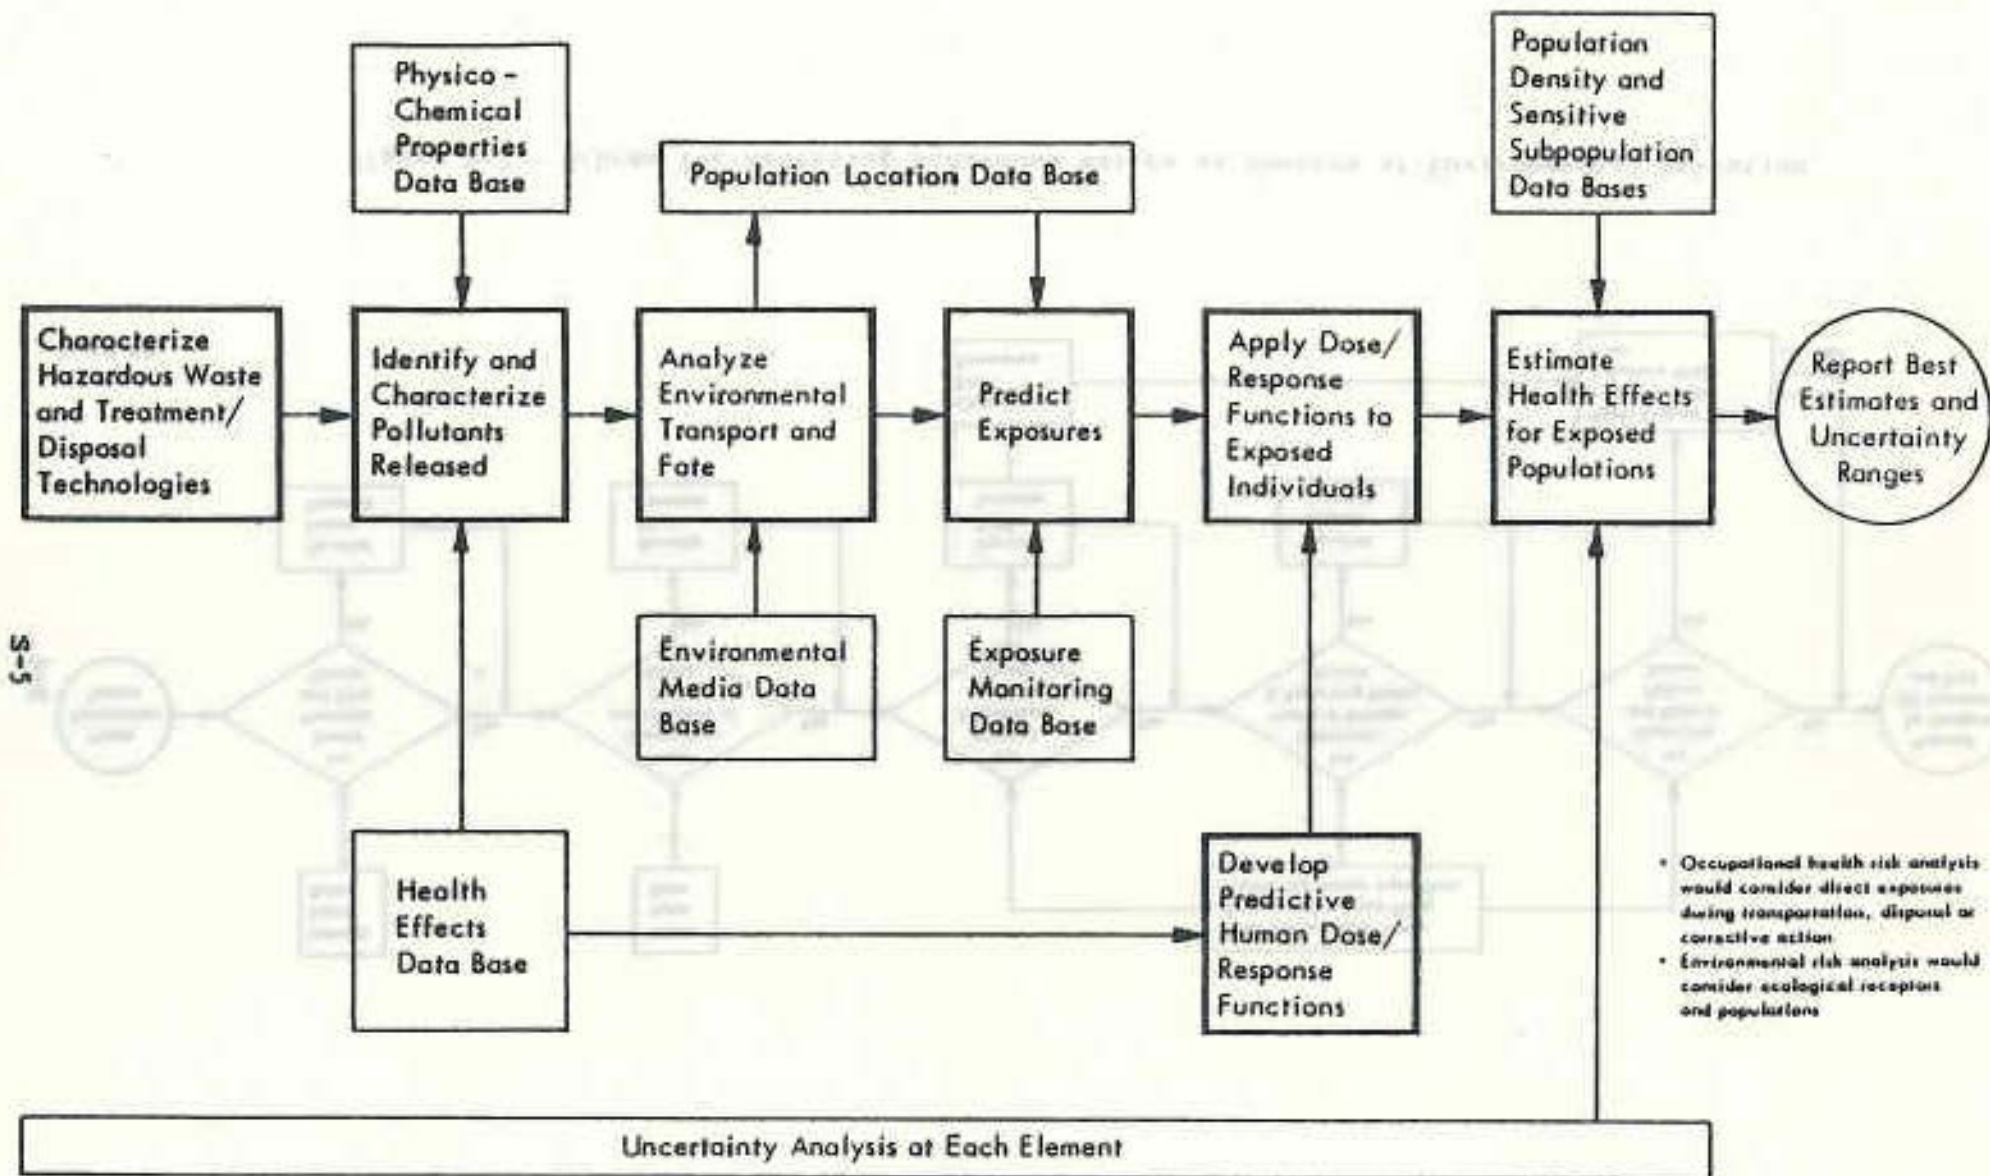 Physico -
Chemical
Properties
Data Base
Population Location Data Base
Population
Density and
Sensitive
Subpopulation
Data Bases
Characterize
Hazardous Waste
and Treatment/
Disposal
Technologies
Identify and
Characterize
Pollutants
Released
Analyze
Environmental
Transport and
Fate
Predict
Exposures
Apply Dose/
Response
Functions to
Exposed
Individuals
Estimate
Health Effects
for Exposed
Populations
Report Best
Estimates and
Uncertainty
Ranges
Environmental
Media Data
Base
Exposure
Monitoring
Data Base
S-5
Health
Effects
Data Base
Develop
Predictive
Human Dose/
Response
Functions
• Occupational health risk analysis
would consider direct exposures
during transportation, disposal or
corrective action
• Environmental risk analysis would
consider ecological receptors
and populations
Uncertainty Analysis at Each Element